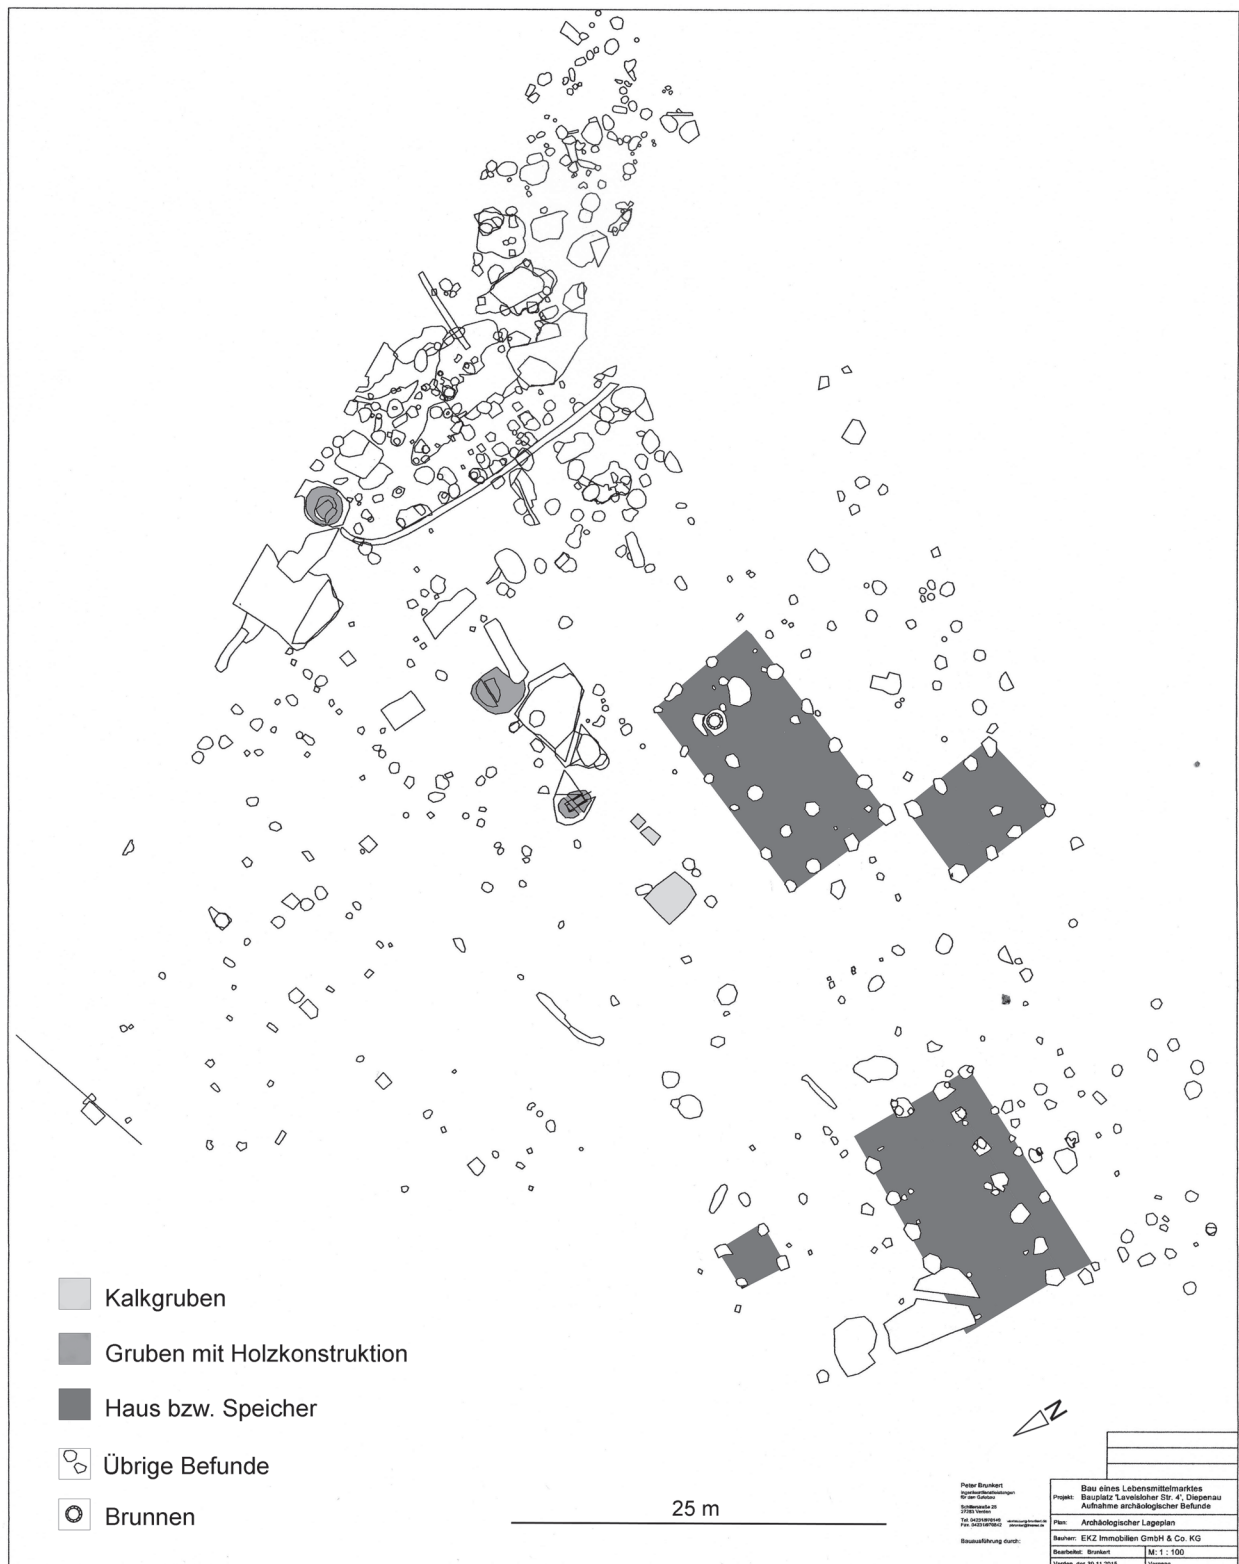 Kalkgruben
Gruben mit Holzkonstruktion
Haus bzw. Speicher
Übrige Befunde
Brunnen
25 m
N
Peter Brunkert
Projekt: Bau eines Lebensmittelmarktes
Bauplatz 'Lavelsloher Str. 4', Diepenau
Aufnahme archäologischer Befunde
Plan: Archäologischer Lageplan
Bauherr: EKZ Immobilien GmbH & Co. KG
Bearbeitet: Brunkert M: 1 : 100
Bauausführung durch: